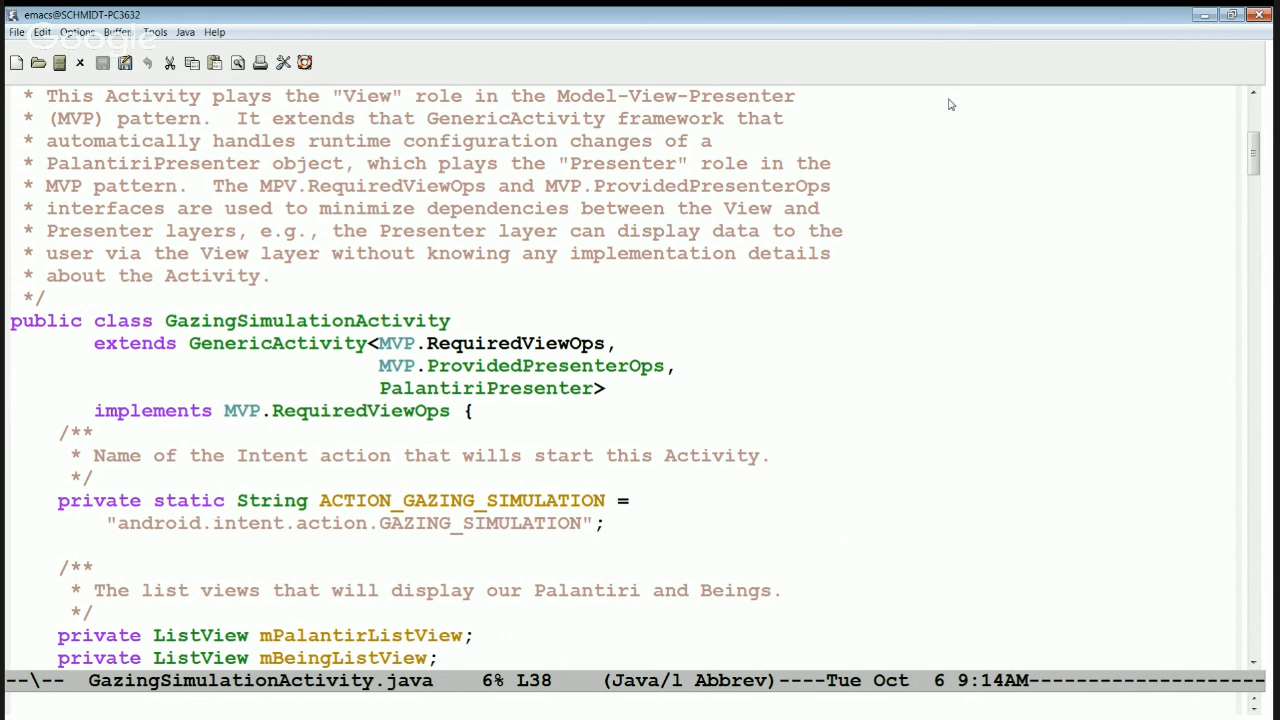 emacs@SCHMIDT-PC3632
File Edit Options Buffers Tools Java Help
Google
* This Activity plays the "View" role in the Model-View-Presenter
* (MVP) pattern.  It extends that GenericActivity framework that
* automatically handles runtime configuration changes of a
* PalantiriPresenter object, which plays the "Presenter" role in the
* MVP pattern.  The MPV.RequiredViewOps and MVP.ProvidedPresenterOps
* interfaces are used to minimize dependencies between the View and
* Presenter layers, e.g., the Presenter layer can display data to the
* user via the View layer without knowing any implementation details
* about the Activity.
*/
public class GazingSimulationActivity
extends GenericActivity<MVP.RequiredViewOps,
MVP.ProvidedPresenterOps,
PalantiriPresenter>
implements MVP.RequiredViewOps {
/**
* Name of the Intent action that wills start this Activity.
*/
private static String ACTION_GAZING_SIMULATION =
"android.intent.action.GAZING_SIMULATION";
/**
* The list views that will display our Palantiri and Beings.
*/
private ListView mPalantirListView;
private ListView mBeingListView;
--\-- GazingSimulationActivity.java 6% L38 (Java/l Abbrev)----Tue Oct 6 9:14AM--------------------